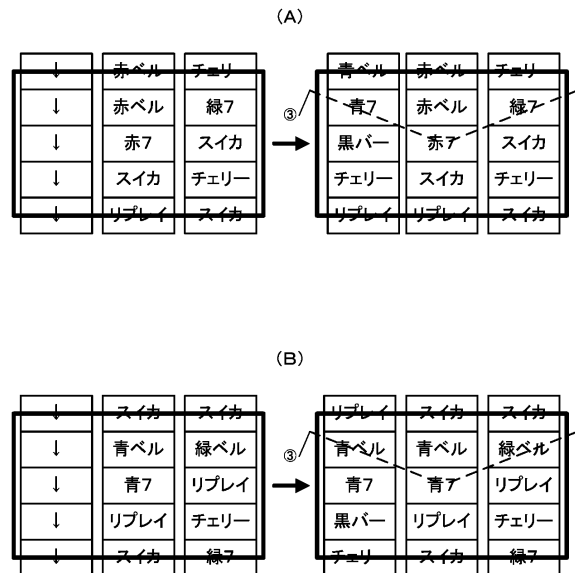 (A)
↓ 赤ベル チェリー 青ベル 赤ベル チェリー
↓ 赤ベル 緑7 青7 赤ベル 緑7
③
↓ 赤7 スイカ 黒バー 赤7 スイカ
↓ スイカ チェリー チェリー スイカ チェリー
↓ リプレイ スイカ リプレイ リプレイ スイカ
(B)
↓ スイカ スイカ リプレイ スイカ スイカ
↓ 青ベル 緑ベル 青ベル 青ベル 緑ベル
③
↓ 青7 リプレイ 青7 青7 リプレイ
↓ リプレイ チェリー 黒バー リプレイ チェリー
↓ スイカ 緑7 チェリー スイカ 緑7